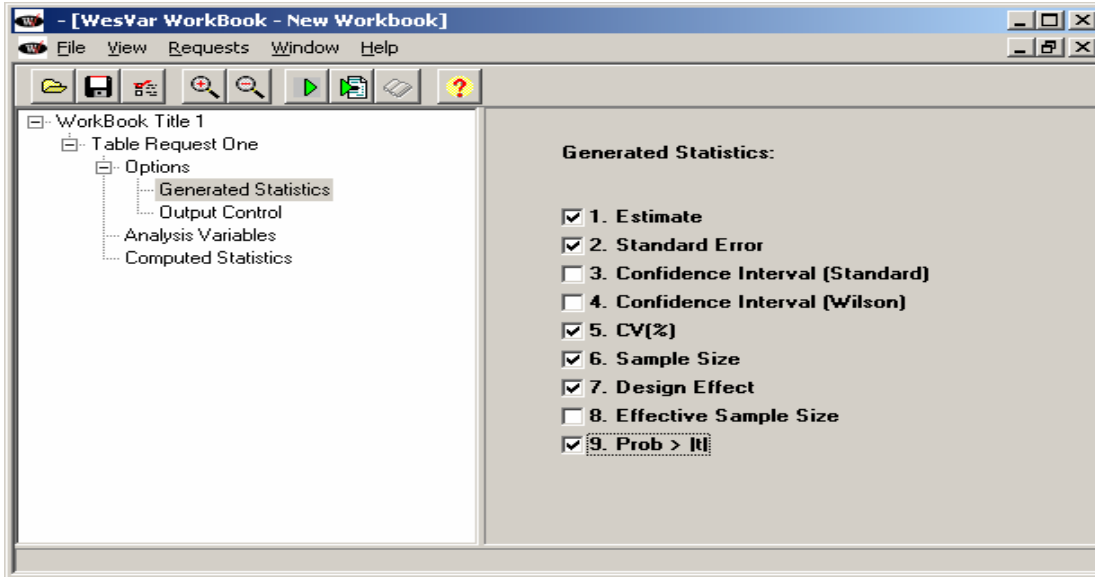 - [WesVar WorkBook - New Workbook]
File View Requests Window Help
WorkBook Title 1
Table Request One
Options
Generated Statistics
Output Control
Analysis Variables
Computed Statistics
Generated Statistics:
1. Estimate
2. Standard Error
3. Confidence Interval (Standard)
4. Confidence Interval (Wilson)
5. CV(%)
6. Sample Size
7. Design Effect
8. Effective Sample Size
9. Prob > |t|